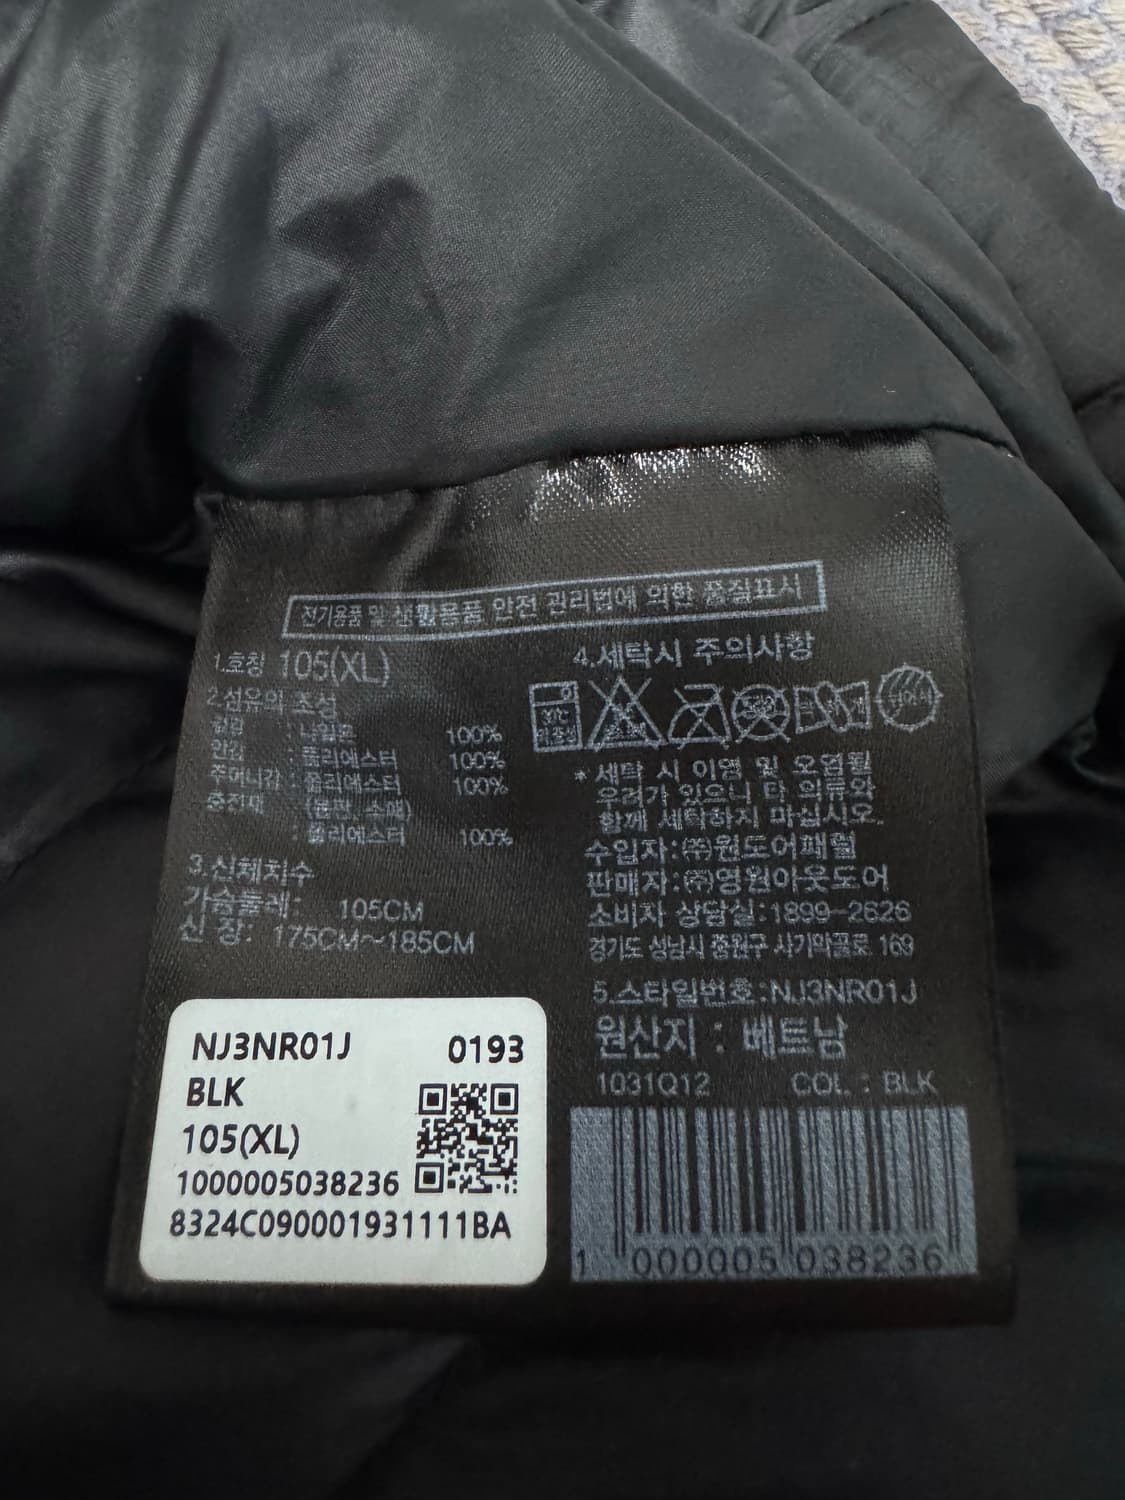 전기용품 및 생활용품 안전 관리법에 의한 품질표시
1.호칭 105(XL)
2.섬유의 조성
겉감 : 나일론 100%
안감 : 폴리에스터 100%
주머니감 : 폴리에스터 100%
충전재 (몸판, 소매)
: 폴리에스터 100%
3.신체치수
가슴둘레: 105CM
신 장: 175CM~185CM
4.세탁시 주의사항
30℃
* 세탁 시 이염 및 오염될
우려가 있으니 타 의류와
함께 세탁하지 마십시오.
수입자:㈜원도어패럴
판매자:㈜영원아웃도어
소비자 상담실:1899-2626
경기도 성남시 중원구 사기막골로 169
5.스타일번호:NJ3NR01J
원산지 : 베트남
1031Q12 COL : BLK
1 000005 038236
NJ3NR01J 0193
BLK
105(XL)
1000005038236
8324C090001931111BA